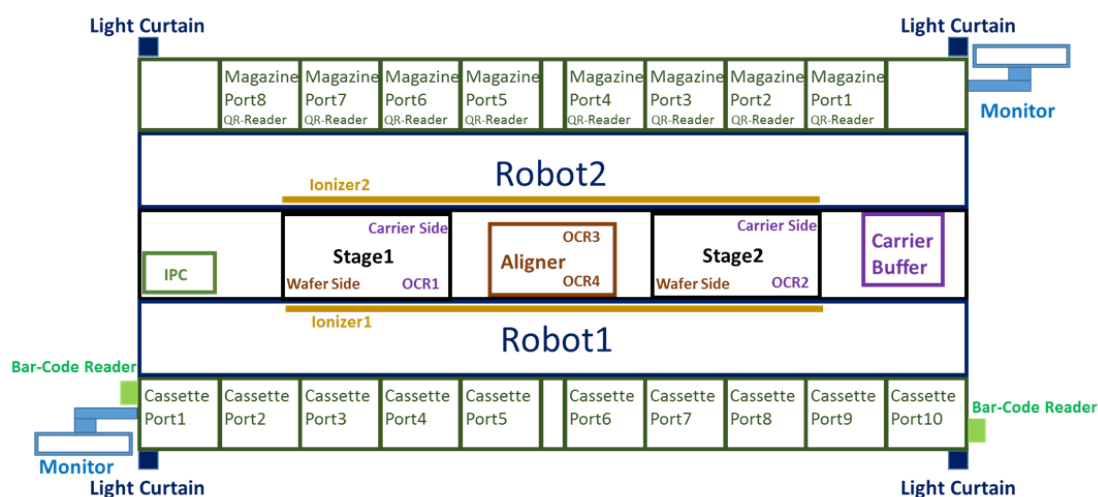 Light Curtain
Light Curtain
Magazine
Port8
QR-Reader
Magazine
Port7
QR-Reader
Magazine
Port6
QR-Reader
Magazine
Port5
QR-Reader
Magazine
Port4
QR-Reader
Magazine
Port3
QR-Reader
Magazine
Port2
QR-Reader
Magazine
Port1
QR-Reader
Monitor
Robot2
Ionizer2
IPC
Carrier Side
Stage1
Wafer Side
OCR1
OCR3
Aligner
OCR4
Carrier Side
Stage2
Wafer Side
OCR2
Carrier
Buffer
Ionizer1
Robot1
Bar-Code Reader
Cassette
Port1
Cassette
Port2
Cassette
Port3
Cassette
Port4
Cassette
Port5
Cassette
Port6
Cassette
Port7
Cassette
Port8
Cassette
Port9
Cassette
Port10
Bar-Code Reader
Monitor
Light Curtain
Light Curtain